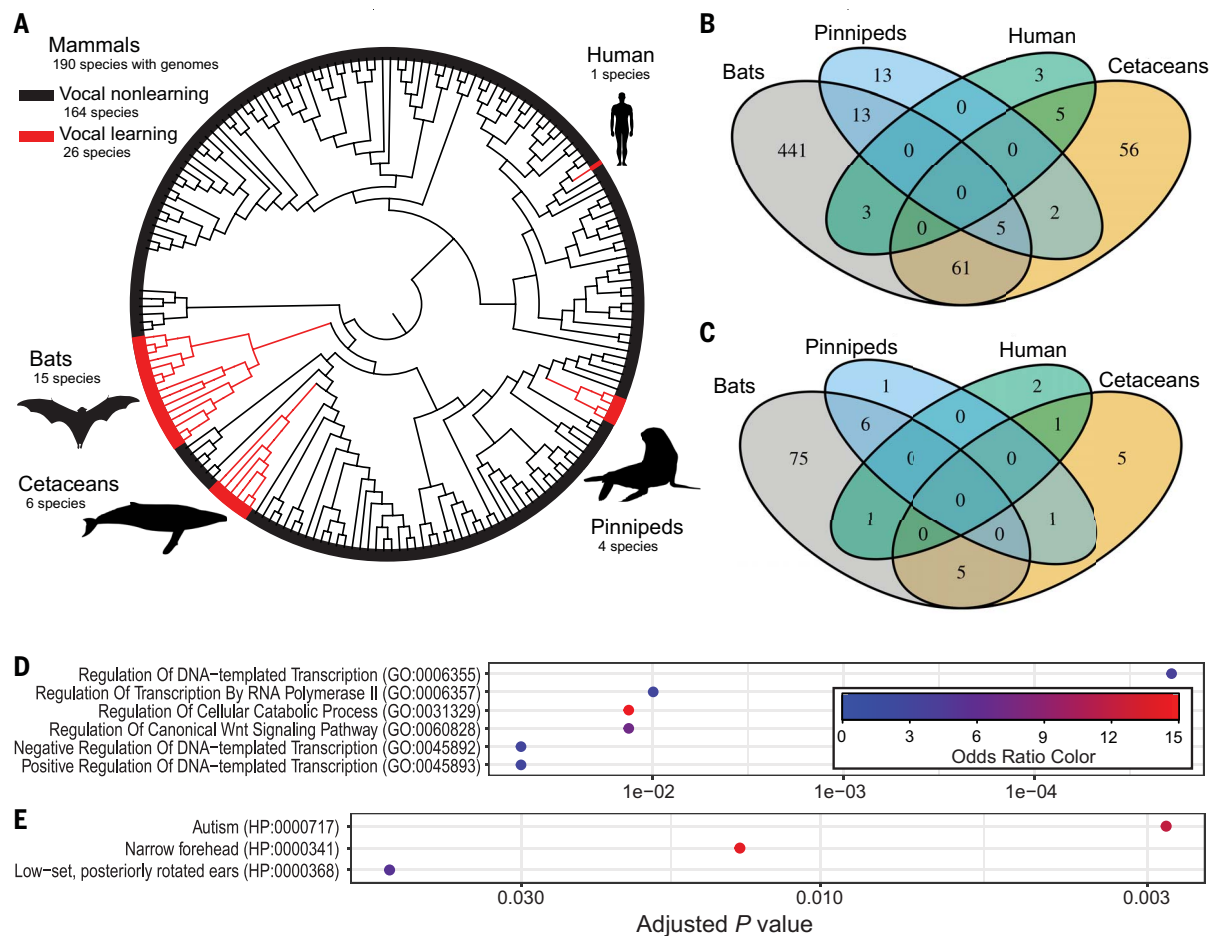 A
Mammals
190 species with genomes
Vocal nonlearning
164 species
Vocal learning
26 species
Human
1 species
Bats
15 species
Cetaceans
6 species
Pinnipeds
4 species
B
Pinnipeds
Human
Bats
Cetaceans
13
3
0
13
5
441
0
0
56
0
3
0
5
2
61
C
Pinnipeds
Human
Bats
Cetaceans
1
2
6
0
1
75
0
0
5
0
1
0
0
1
5
D
Regulation Of DNA-templated Transcription (GO:0006355)
Regulation Of Transcription By RNA Polymerase II (GO:0006357)
Regulation Of Cellular Catabolic Process (GO:0031329)
Regulation Of Canonical Wnt Signaling Pathway (GO:0060828)
Negative Regulation Of DNA-templated Transcription (GO:0045892)
Positive Regulation Of DNA-templated Transcription (GO:0045893)
0 3 6 9 12 15
Odds Ratio Color
1e-02 1e-03 1e-04
E
Autism (HP:0000717)
Narrow forehead (HP:0000341)
Low-set, posteriorly rotated ears (HP:0000368)
0.030 0.010 0.003
Adjusted P value